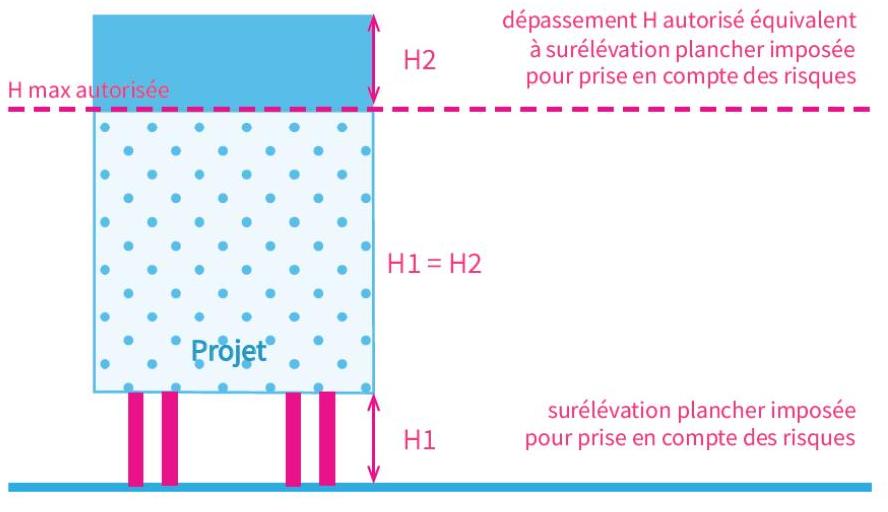 dépassement H autorisé équivalent
à surélévation plancher imposée
pour prise en compte des risques
H2
H max autorisée
H1 = H2
Projet
surélévation plancher imposée
pour prise en compte des risques
H1